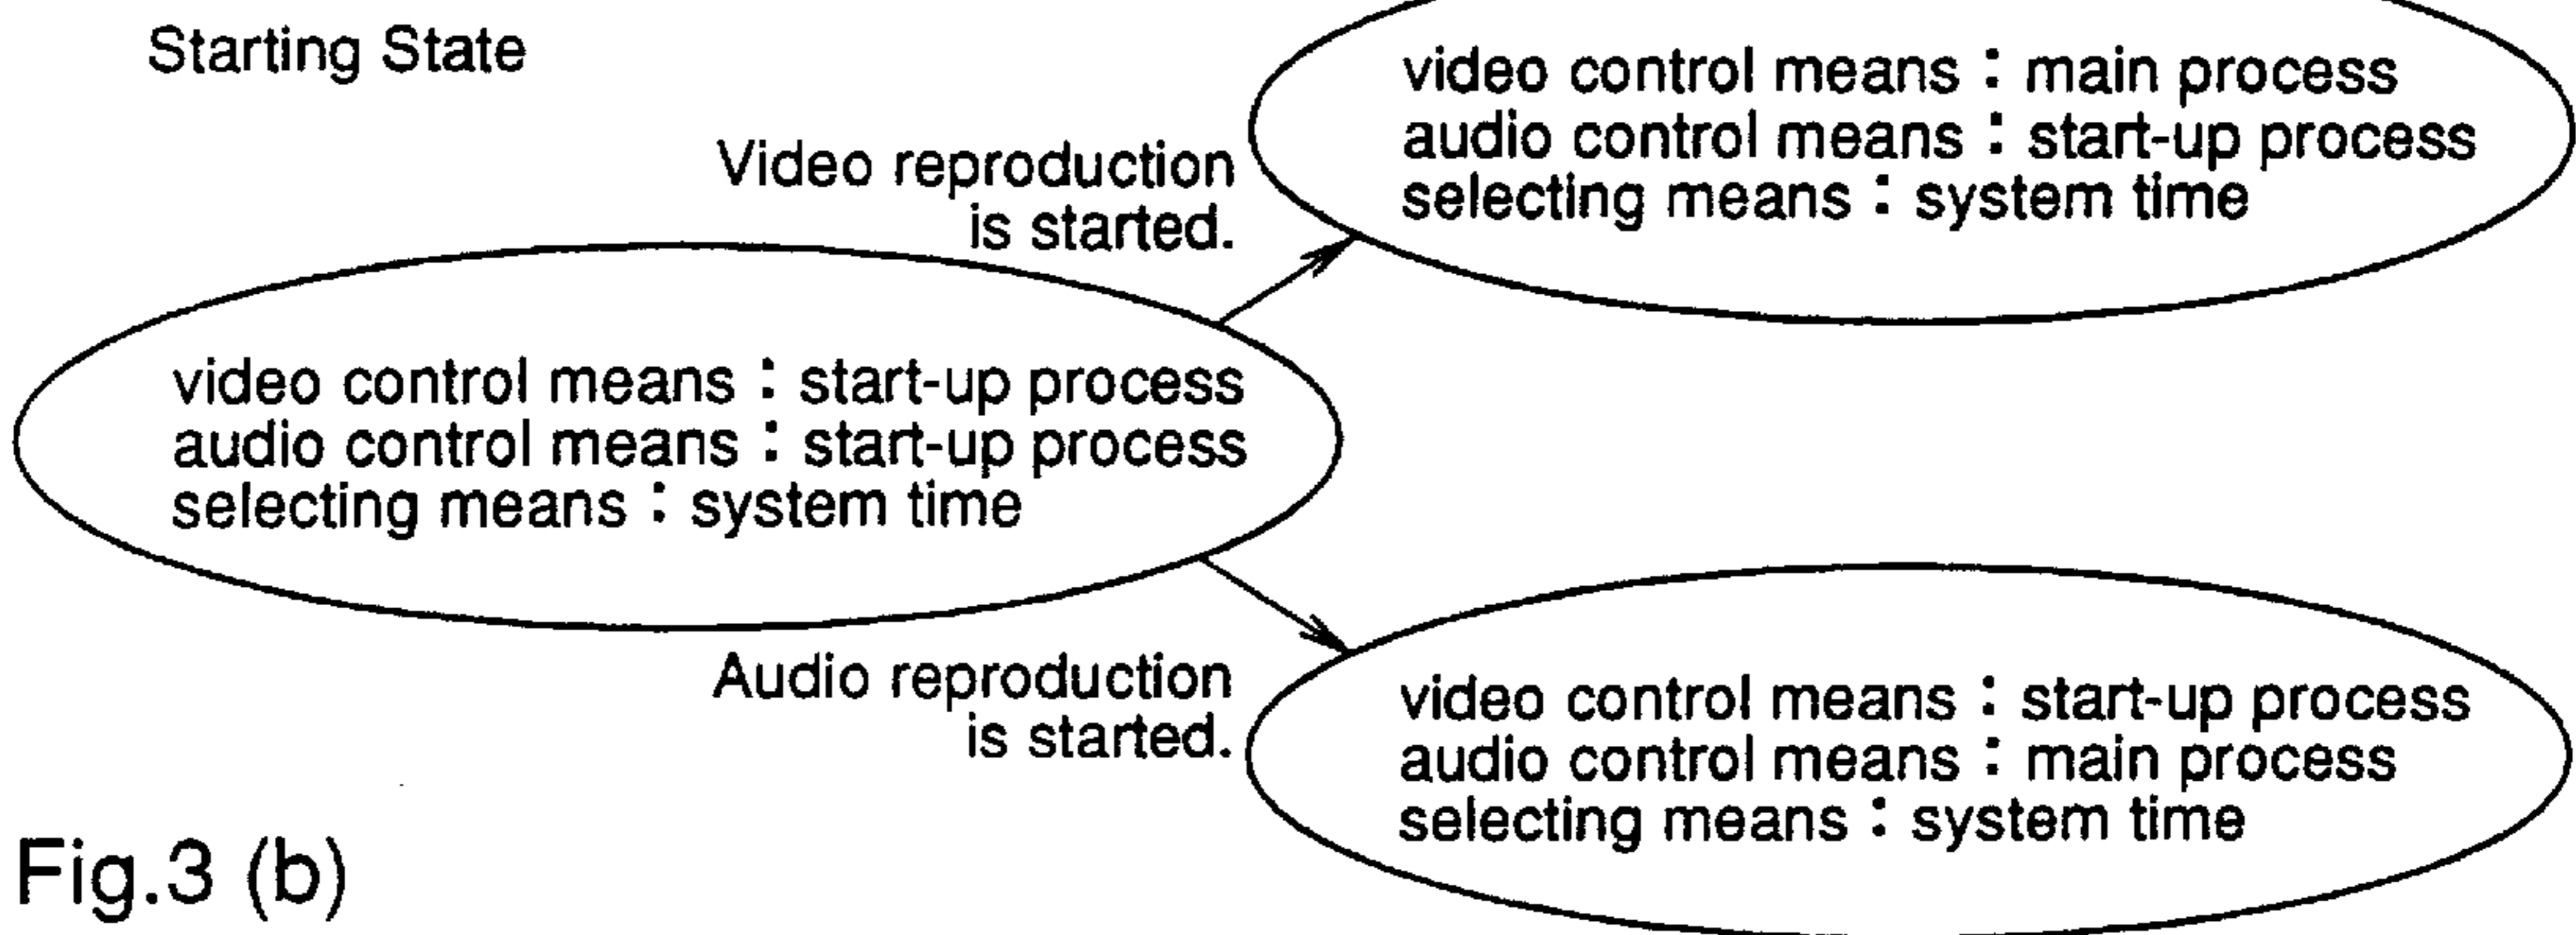 Starting State
video control means : main process
audio control means : start-up process
selecting means : system time
Video reproduction
is started.
video control means : start-up process
audio control means : start-up process
selecting means : system time
Audio reproduction
is started.
video control means : start-up process
audio control means : main process
selecting means : system time
Fig.3 (b)